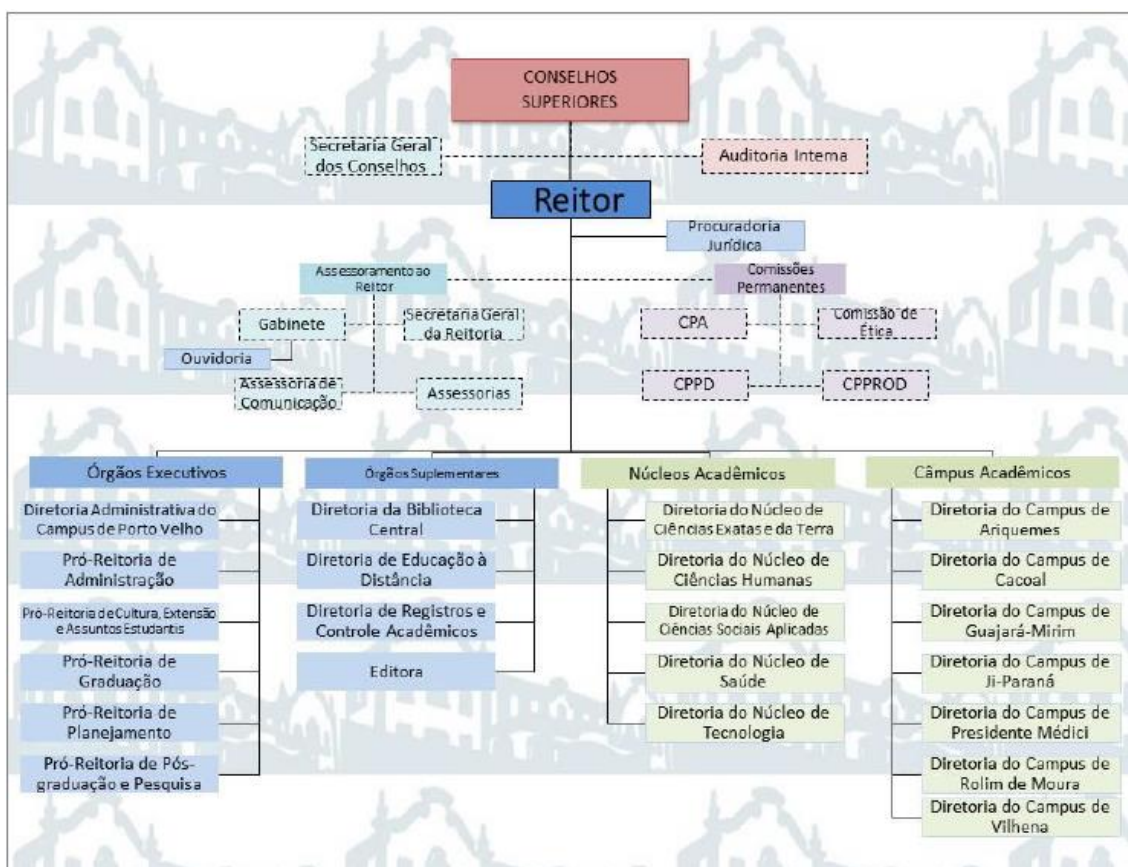 CONSELHOS
SUPERIORES
Secretaria Geral
dos Conselhos
Auditoria Interna
Reitor
Procuradoria
Jurídica
Assessoramento ao
Reitor
Comissões
Permanentes
Gabinete
Secretaria Geral
da Reitoria
CPA
Comissão de
Ética
Ouvidoria
Assessoria de
Comunicação
Assessorias
CPPD
CPPROD
Órgãos Executivos
Diretoria Administrativa do
Campus de Porto Velho
Pró-Reitoria de
Administração
Pró-Reitoria de Cultura, Extensão
e Assuntos Estudantis
Pró-Reitoria de
Graduação
Pró-Reitoria de
Planejamento
Pró-Reitoria de Pós-
graduação e Pesquisa
Órgãos Suplementares
Diretoria da Biblioteca
Central
Diretoria de Educação à
Distância
Diretoria de Registros e
Controle Acadêmicos
Editora
Núcleos Acadêmicos
Diretoria do Núcleo de
Ciências Exatas e da Terra
Diretoria do Núcleo de
Ciências Humanas
Diretoria do Núcleo de
Ciências Sociais Aplicadas
Diretoria do Núcleo de
Saúde
Diretoria do Núcleo de
Tecnologia
Câmpus Acadêmicos
Diretoria do Campus de
Ariquemes
Diretoria do Campus de
Cacoal
Diretoria do Campus de
Guajará-Mirim
Diretoria do Campus de
Ji-Paraná
Diretoria do Campus de
Presidente Médici
Diretoria do Campus de
Rolim de Moura
Diretoria do Campus de
Vilhena